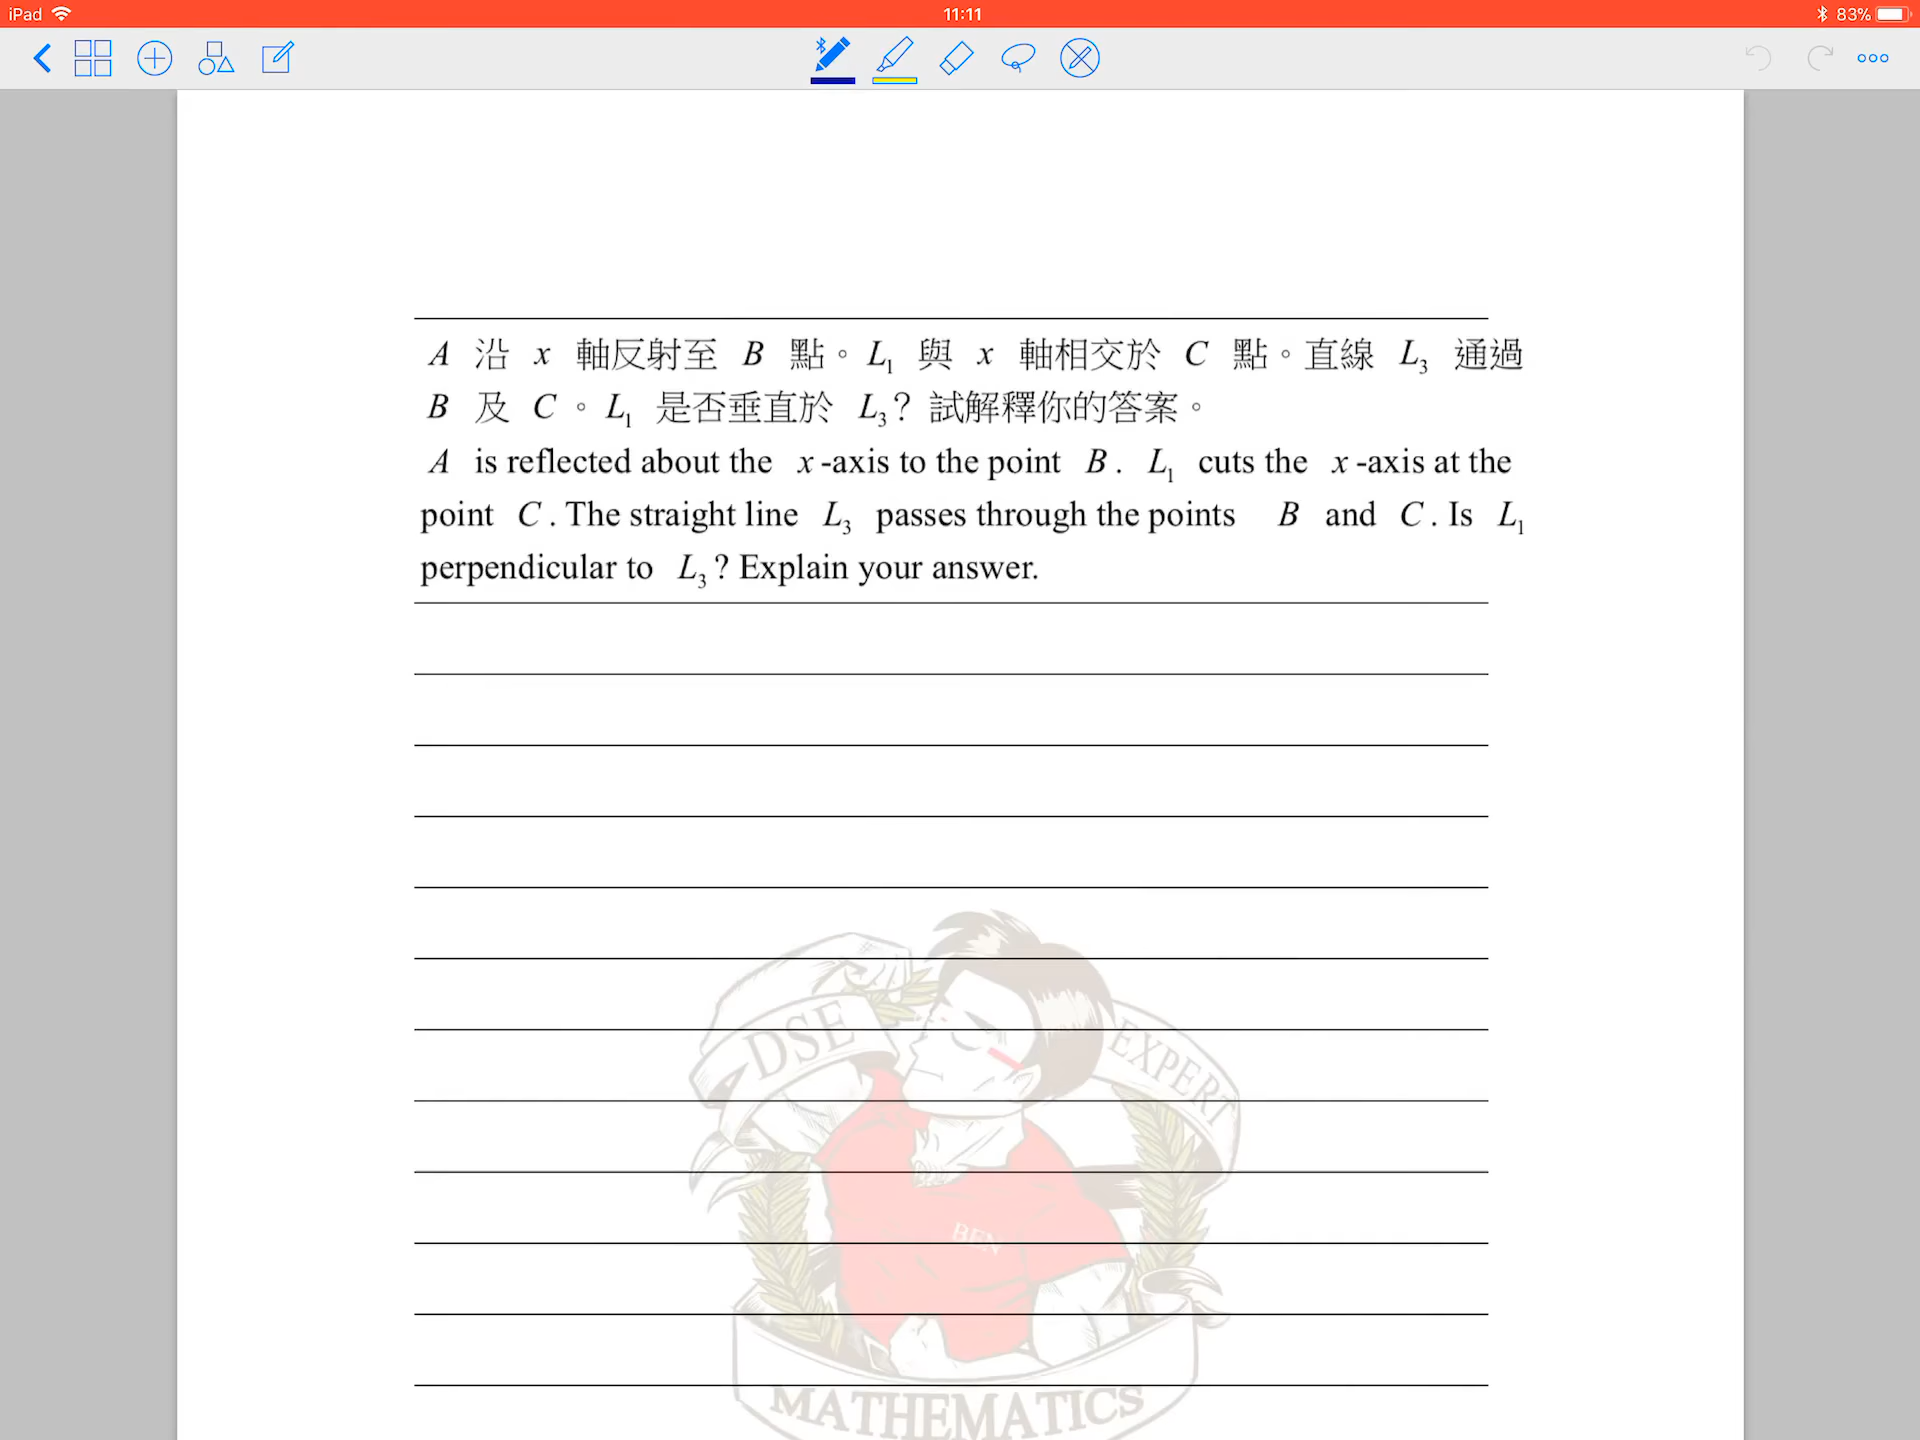 iPad 11:11 83%
A 沿 x 軸反射至 B 點。L₁ 與 x 軸相交於 C 點。直線 L₃ 通過
B 及 C 。L₁ 是否垂直於 L₃？試解釋你的答案。
A is reflected about the x-axis to the point B. L₁ cuts the x-axis at the
point C. The straight line L₃ passes through the points B and C. Is L₁
perpendicular to L₃? Explain your answer.
DSE EXPERT
BEN
MATHEMATICS